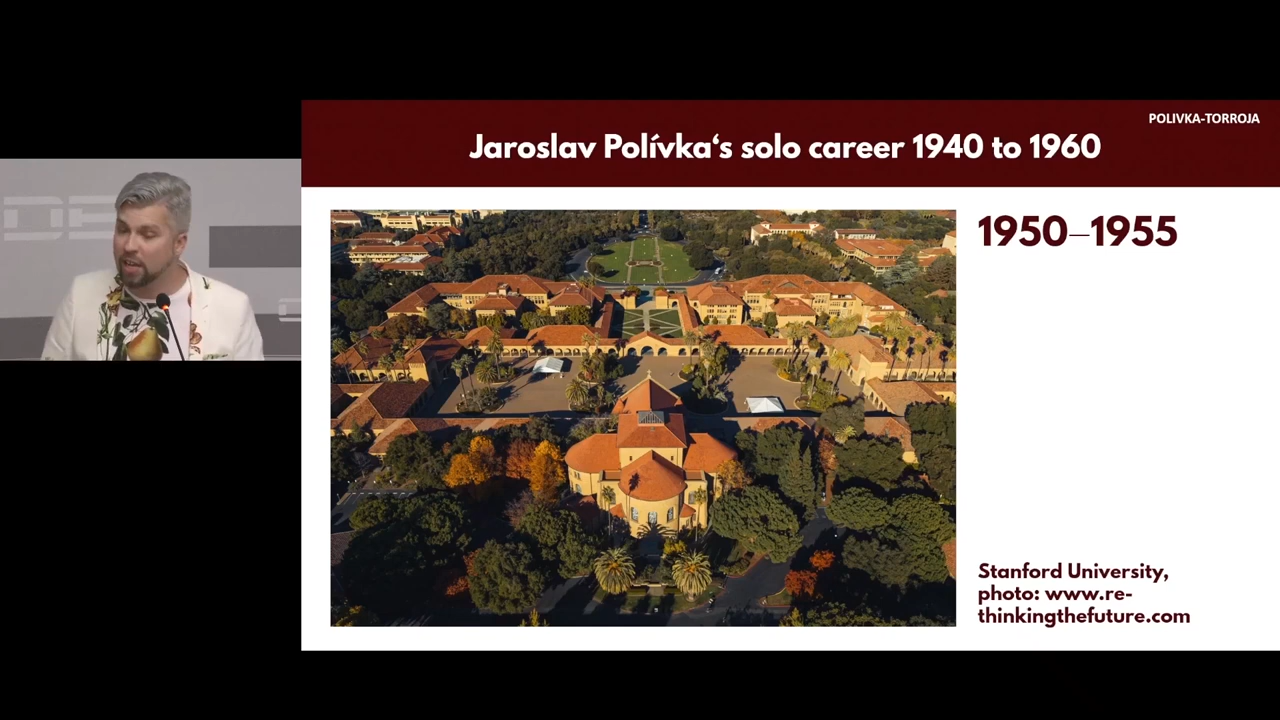 POLIVKA-TORROJA
Jaroslav Polívka‘s solo career 1940 to 1960
1950–1955
Stanford University,
photo: www.re-
thinkingthefuture.com